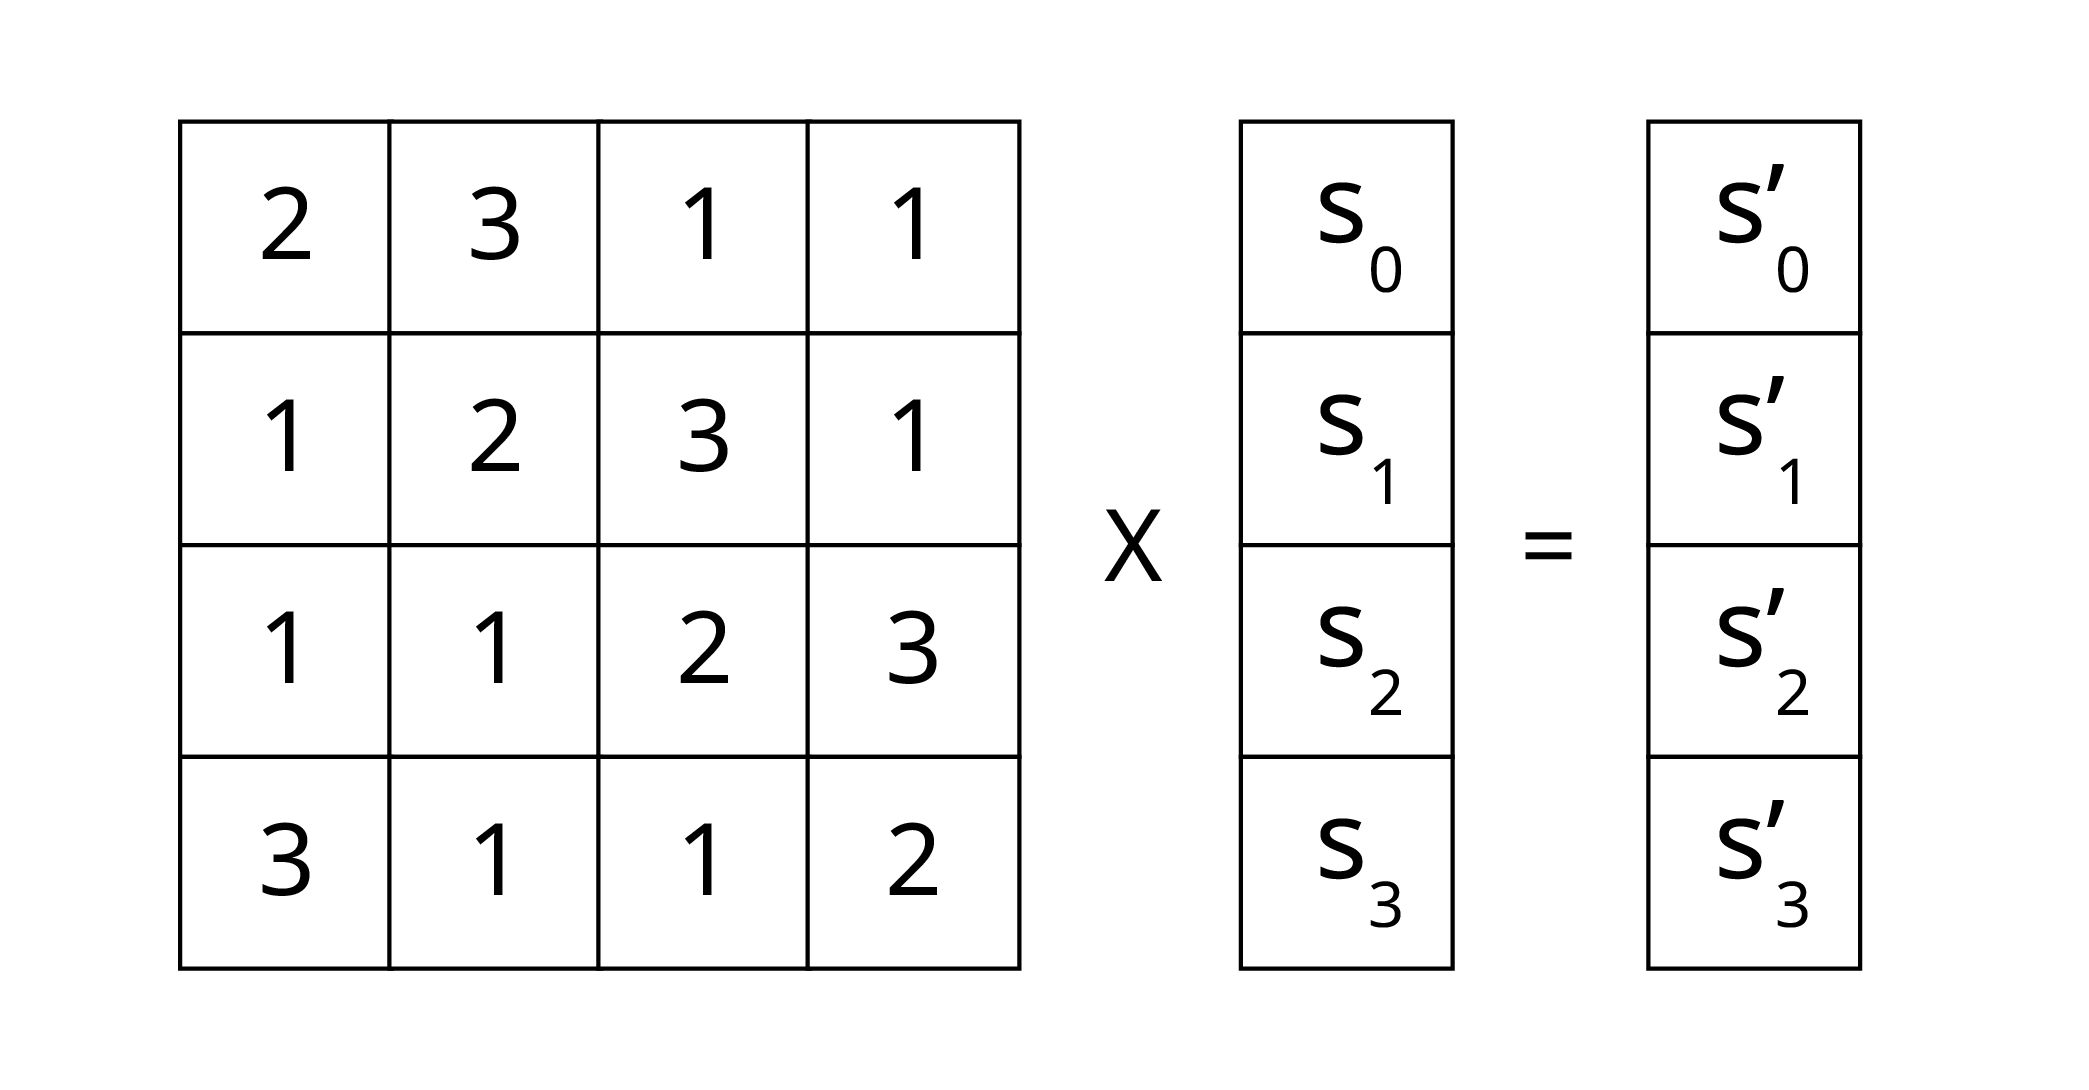 2 3 1 1 s0 s′0
1 2 3 1 s1 s′1
X =
1 1 2 3 s2 s′2
3 1 1 2 s3 s′3